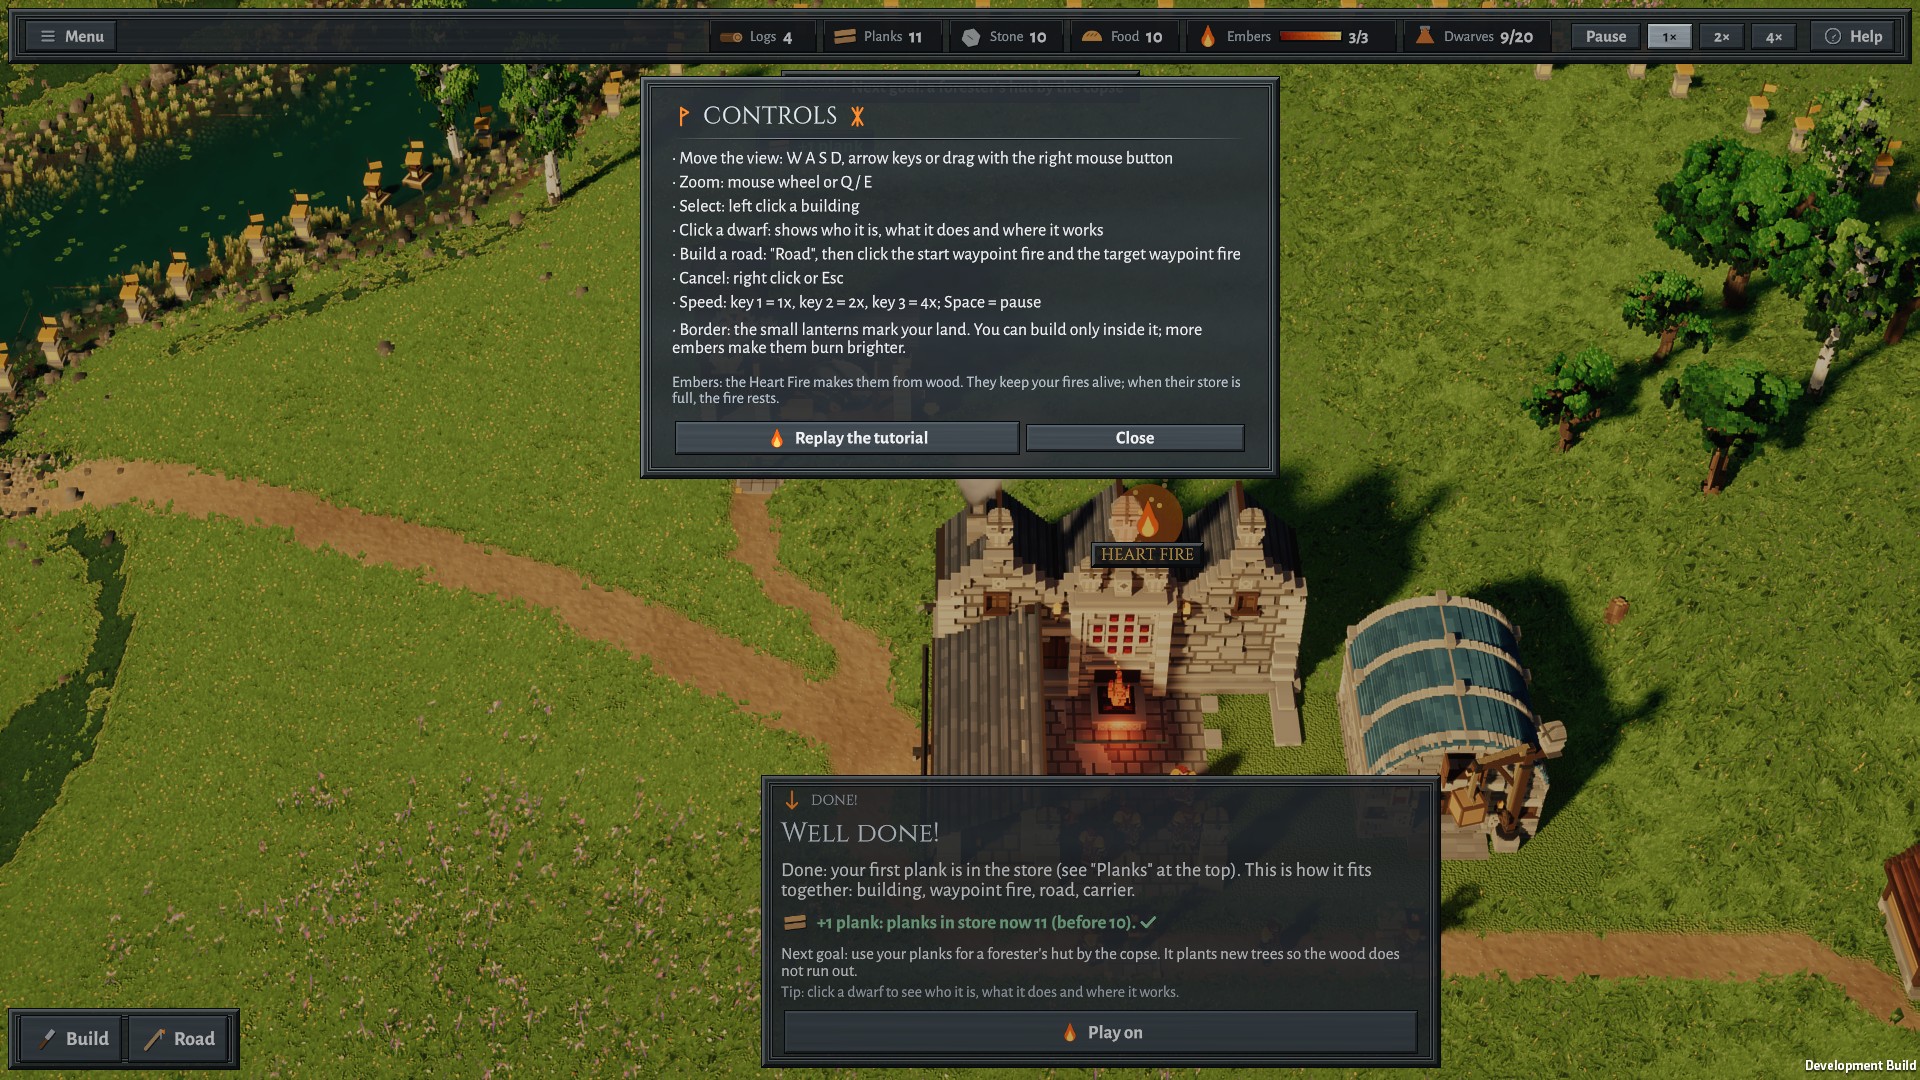 Menu
Logs 4
Planks 11
Stone 10
Food 10
Embers 3/3
Dwarves 9/20
Pause
1×
2×
4×
Help
Next goal: a forester's hut by the copse
CONTROLS
· Move the view: W A S D, arrow keys or drag with the right mouse button
· Zoom: mouse wheel or Q / E
· Select: left click a building
· Click a dwarf: shows who it is, what it does and where it works
· Build a road: "Road", then click the start waypoint fire and the target waypoint fire
· Cancel: right click or Esc
· Speed: key 1 = 1x, key 2 = 2x, key 3 = 4x; Space = pause
· Border: the small lanterns mark your land. You can build only inside it; more
embers make them burn brighter.
Embers: the Heart Fire makes them from wood. They keep your fires alive; when their store is
full, the fire rests.
Replay the tutorial
Close
HEART FIRE
DONE!
WELL DONE!
Done: your first plank is in the store (see "Planks" at the top). This is how it fits
together: building, waypoint fire, road, carrier.
+1 plank: planks in store now 11 (before 10). ✓
Next goal: use your planks for a forester's hut by the copse. It plants new trees so the wood does
not run out.
Tip: click a dwarf to see who it is, what it does and where it works.
Play on
Build
Road
Development Build